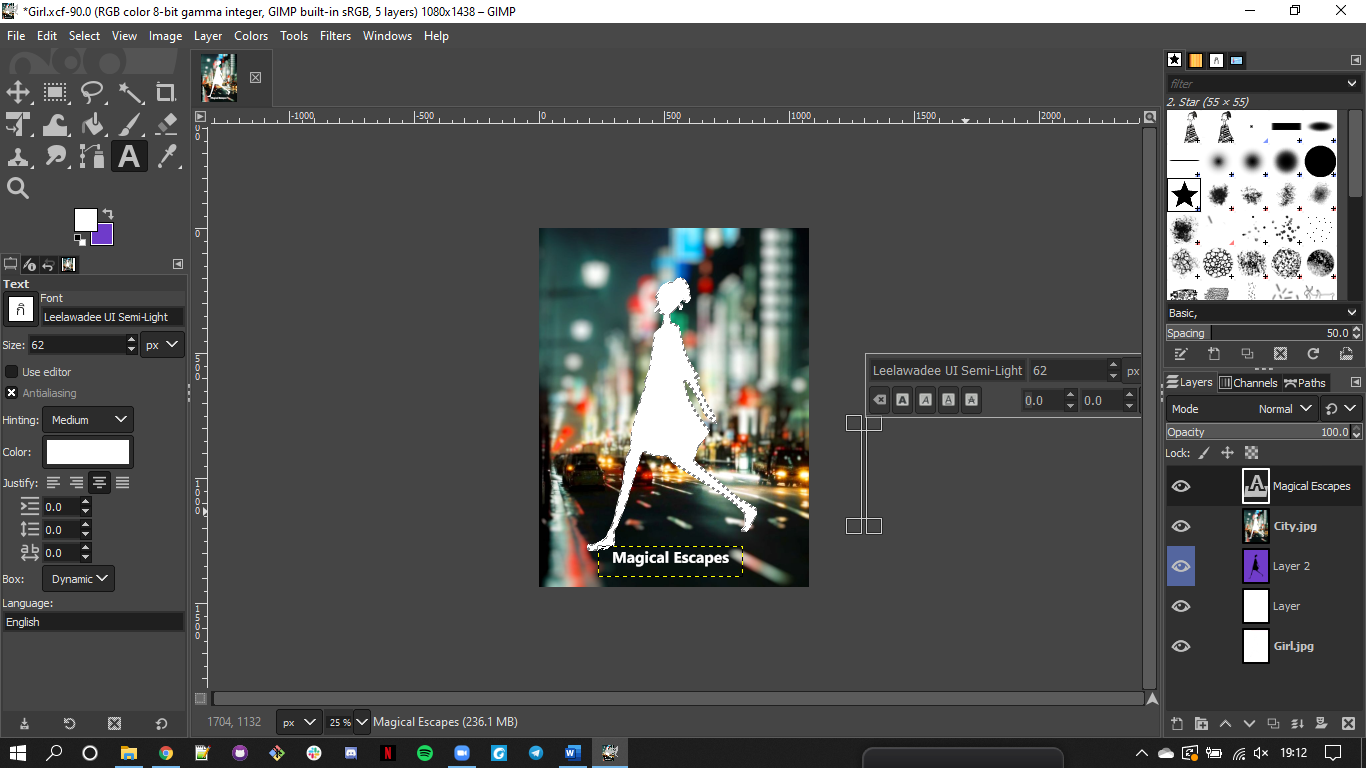 *Girl.xcf-90.0 (RGB color 8-bit gamma integer, GIMP built-in sRGB, 5 layers) 1080x1438 – GIMP
File Edit Select View Image Layer Colors Tools Filters Windows Help
filter
2. Star (55 × 55)
-1000 -500 0 500 1000 1500 2000
0
500
1000
1500
Text
Font
Leelawadee UI Semi-Light
Size: 62 px
Use editor
Antialiasing
Hinting: Medium
Color:
Justify:
0.0
0.0
0.0
Box: Dynamic
Language:
English
Magical Escapes
Leelawadee UI Semi-Light 62 px
0.0 0.0
Basic,
Spacing 50.0
Layers Channels Paths
Mode Normal
Opacity 100.0
Lock:
Magical Escapes
City.jpg
Layer 2
Layer
Girl.jpg
1704, 1132 px 25 % Magical Escapes (236.1 MB)
19:12